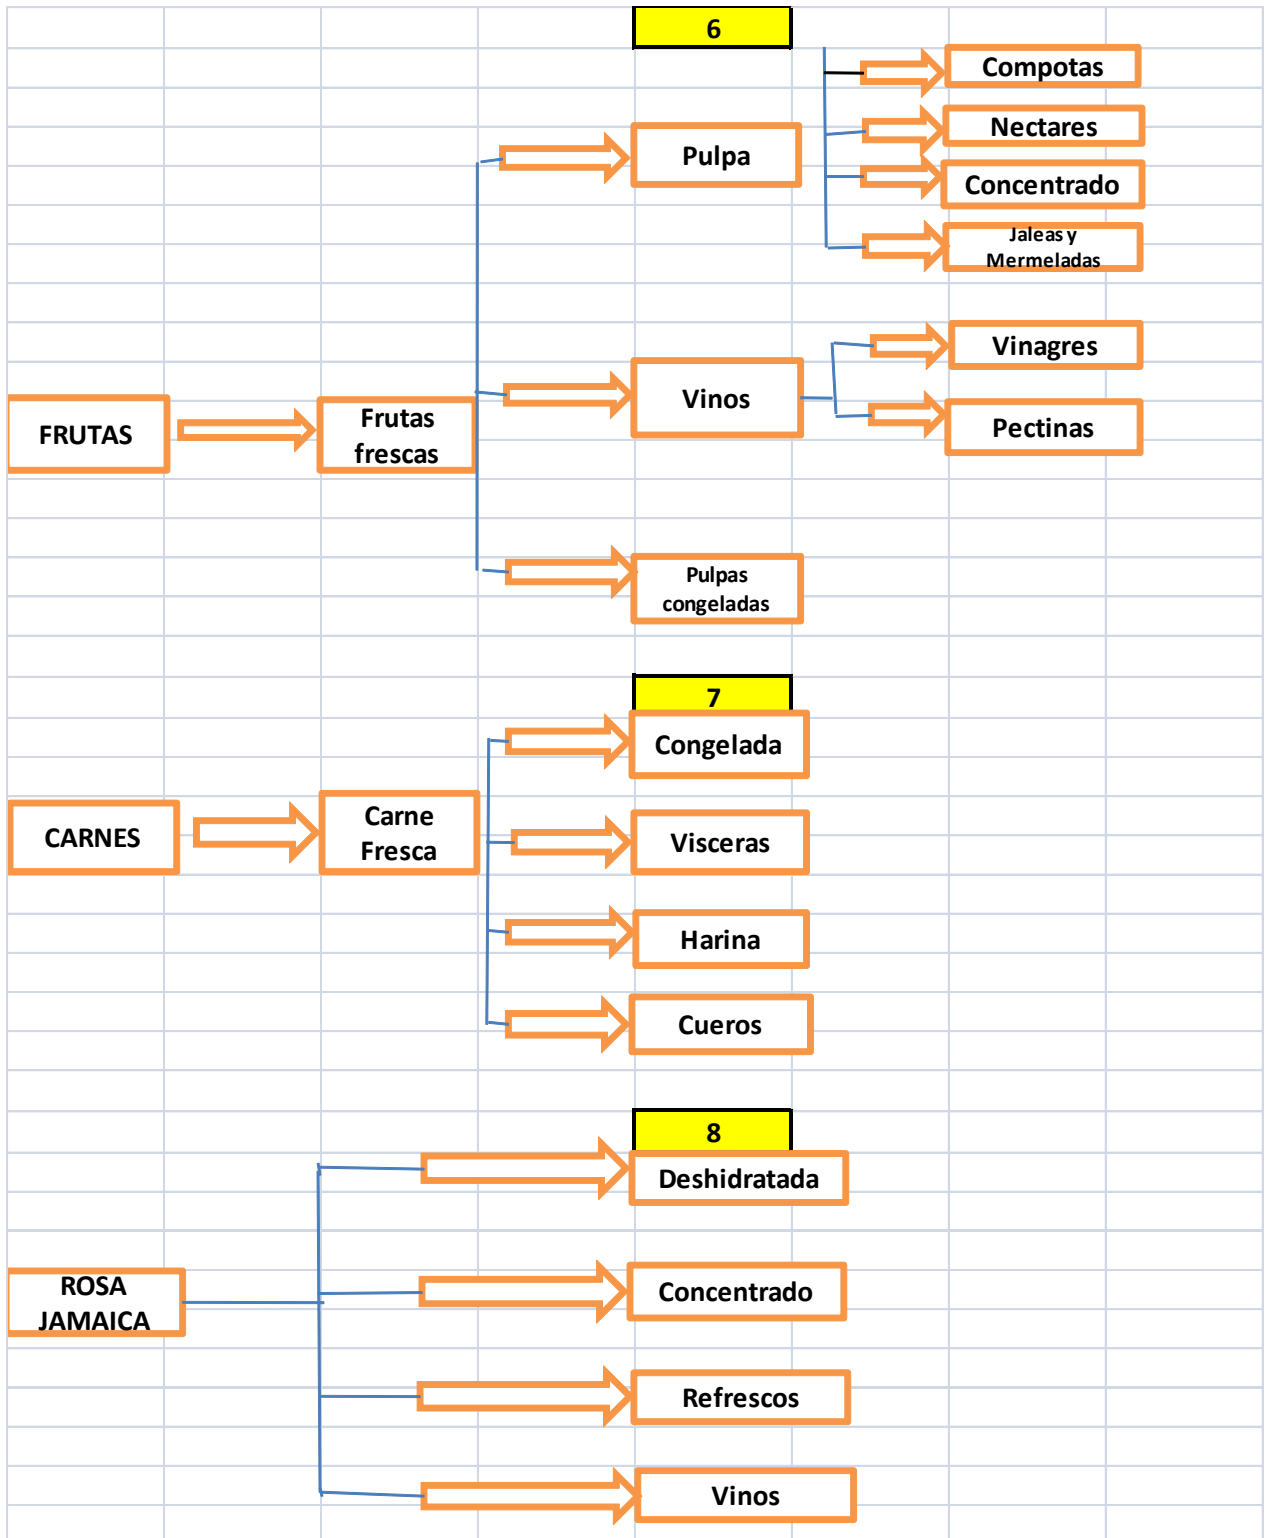 6
Compotas
Nectares
Pulpa
Concentrado
Jaleas y
Mermeladas
Vinagres
Vinos
FRUTAS
Frutas
frescas
Pectinas
Pulpas
congeladas
7
Congelada
CARNES
Carne
Fresca
Visceras
Harina
Cueros
8
Deshidratada
ROSA
JAMAICA
Concentrado
Refrescos
Vinos